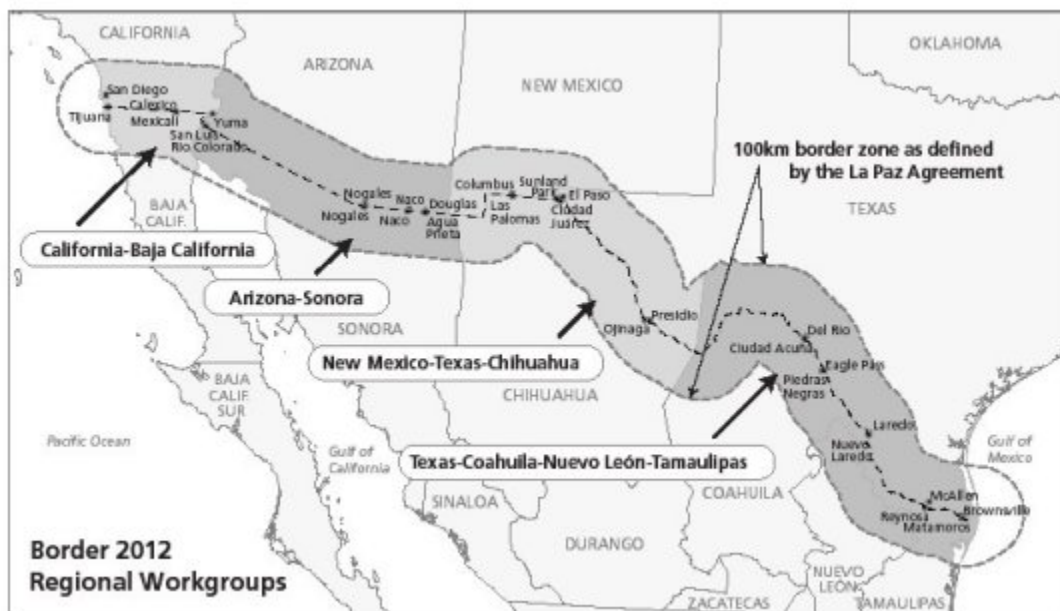 CALIFORNIA
ARIZONA
NEW MEXICO
OKLAHOMA
TEXAS
San Diego
Tijuana
Calexico
Mexicali
Yuma
San Luis
Rio Colorado
BAJA
CALIF.
Nogales
Nogales
Naco
Naco
Douglas
Agua
Prieta
Columbus
Las
Palomas
Sunland
Park
El Paso
Ciudad
Juárez
100km border zone as defined
by the La Paz Agreement
California-Baja California
Arizona-Sonora
SONORA
New Mexico-Texas-Chihuahua
CHIHUAHUA
Ojinaga
Presidio
Ciudad Acuña
Del Rio
Eagle Pass
Piedras
Negras
Laredo
Nuevo
Laredo
McAllen
Reynosa
Brownsville
Matamoros
BAJA
CALIF.
SUR
Pacific Ocean
Gulf of
California
Gulf of
Mexico
Texas-Coahuila-Nuevo León-Tamaulipas
SINALOA
COAHUILA
DURANGO
NUEVO
LEÓN
ZACATECAS
TAMAULIPAS
Border 2012
Regional Workgroups